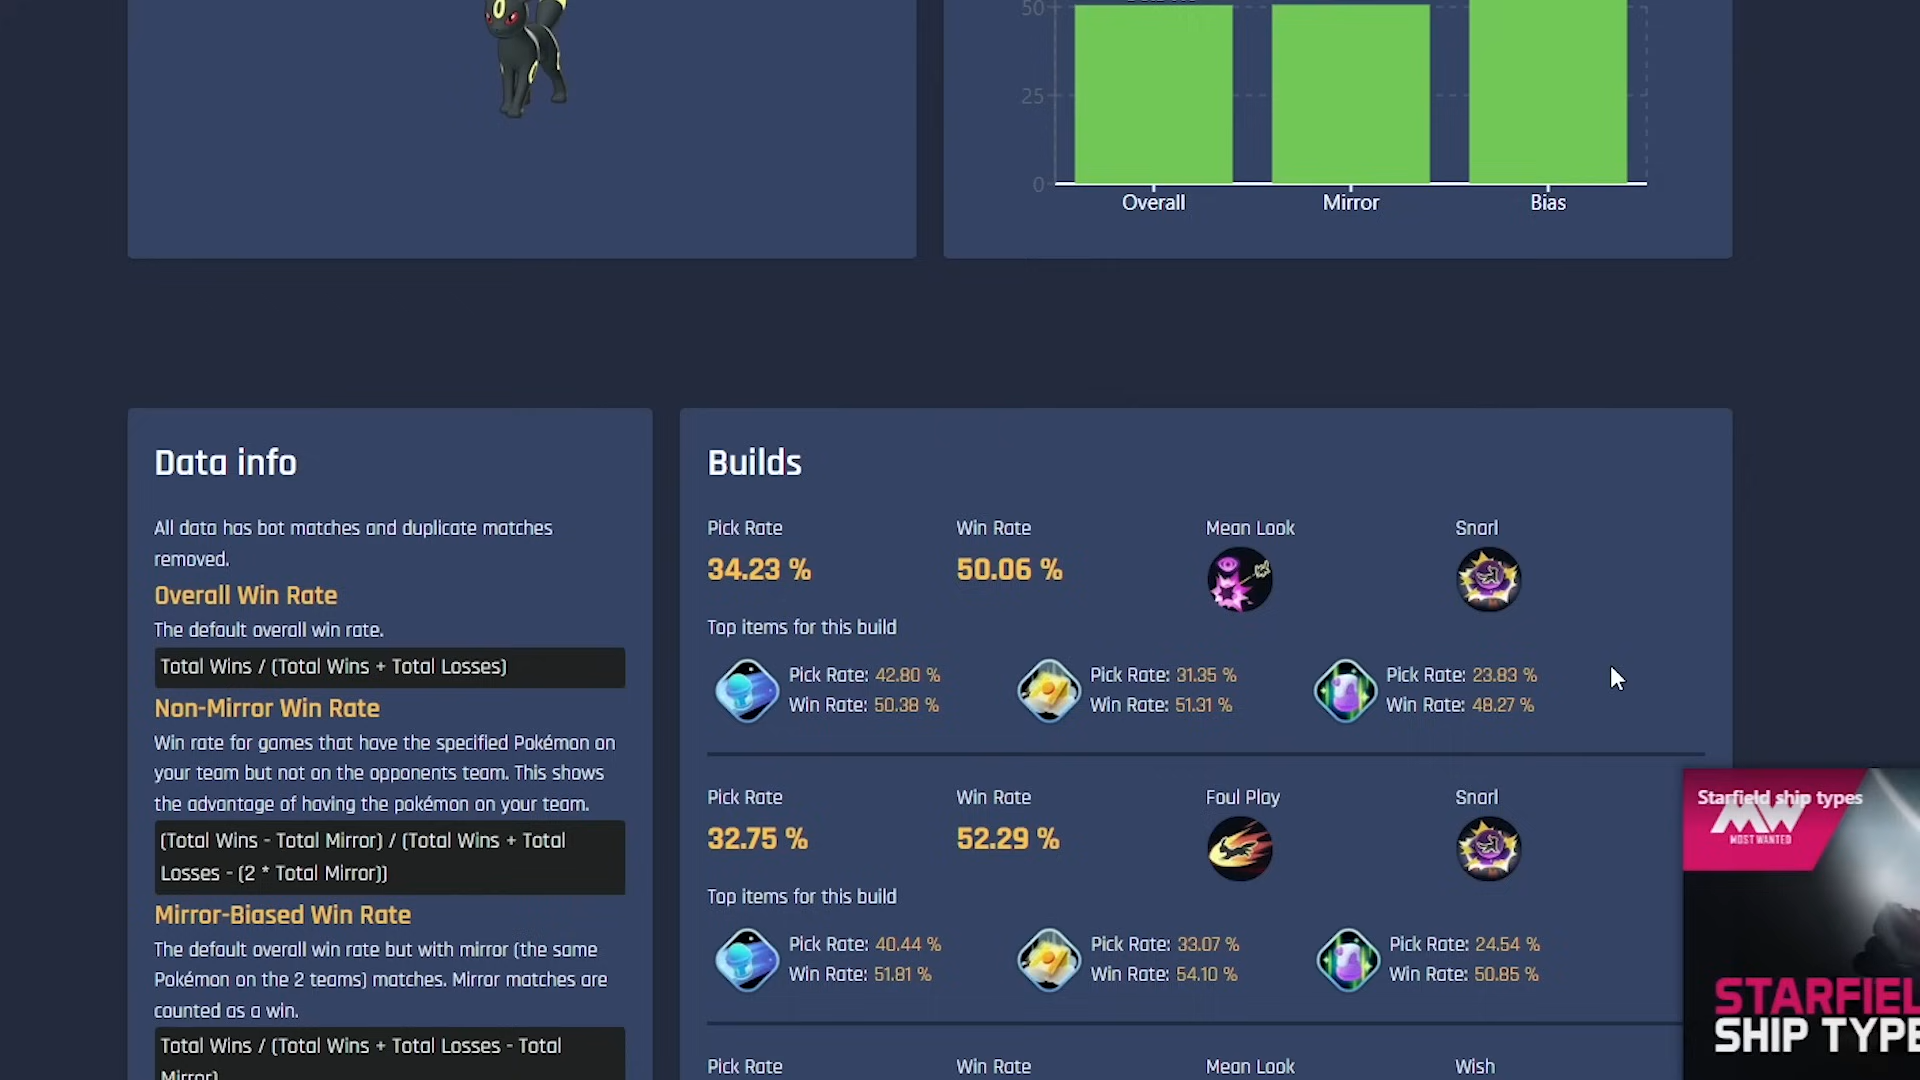 50
25
0
Overall
Mirror
Bias
Data info
All data has bot matches and duplicate matches
removed.
Overall Win Rate
The default overall win rate.
Total Wins / (Total Wins + Total Losses)
Non-Mirror Win Rate
Win rate for games that have the specified Pokémon on
your team but not on the opponents team. This shows
the advantage of having the pokémon on your team.
(Total Wins - Total Mirror) / (Total Wins + Total
Losses - (2 * Total Mirror))
Mirror-Biased Win Rate
The default overall win rate but with mirror (the same
Pokémon on the 2 teams) matches. Mirror matches are
counted as a win.
Total Wins / (Total Wins + Total Losses - Total
Mirror)
Builds
Pick Rate Win Rate Mean Look Snarl
34.23 % 50.06 %
Top items for this build
Pick Rate: 42.80 % Pick Rate: 31.35 % Pick Rate: 23.83 %
Win Rate: 50.38 % Win Rate: 51.31 % Win Rate: 48.27 %
Pick Rate Win Rate Foul Play Snarl
32.75 % 52.29 %
Top items for this build
Pick Rate: 40.44 % Pick Rate: 33.07 % Pick Rate: 24.54 %
Win Rate: 51.81 % Win Rate: 54.10 % Win Rate: 50.85 %
Pick Rate Win Rate Mean Look Wish
Starfield ship types
MW
MOST WANTED
STARFIEL
SHIP TYPE